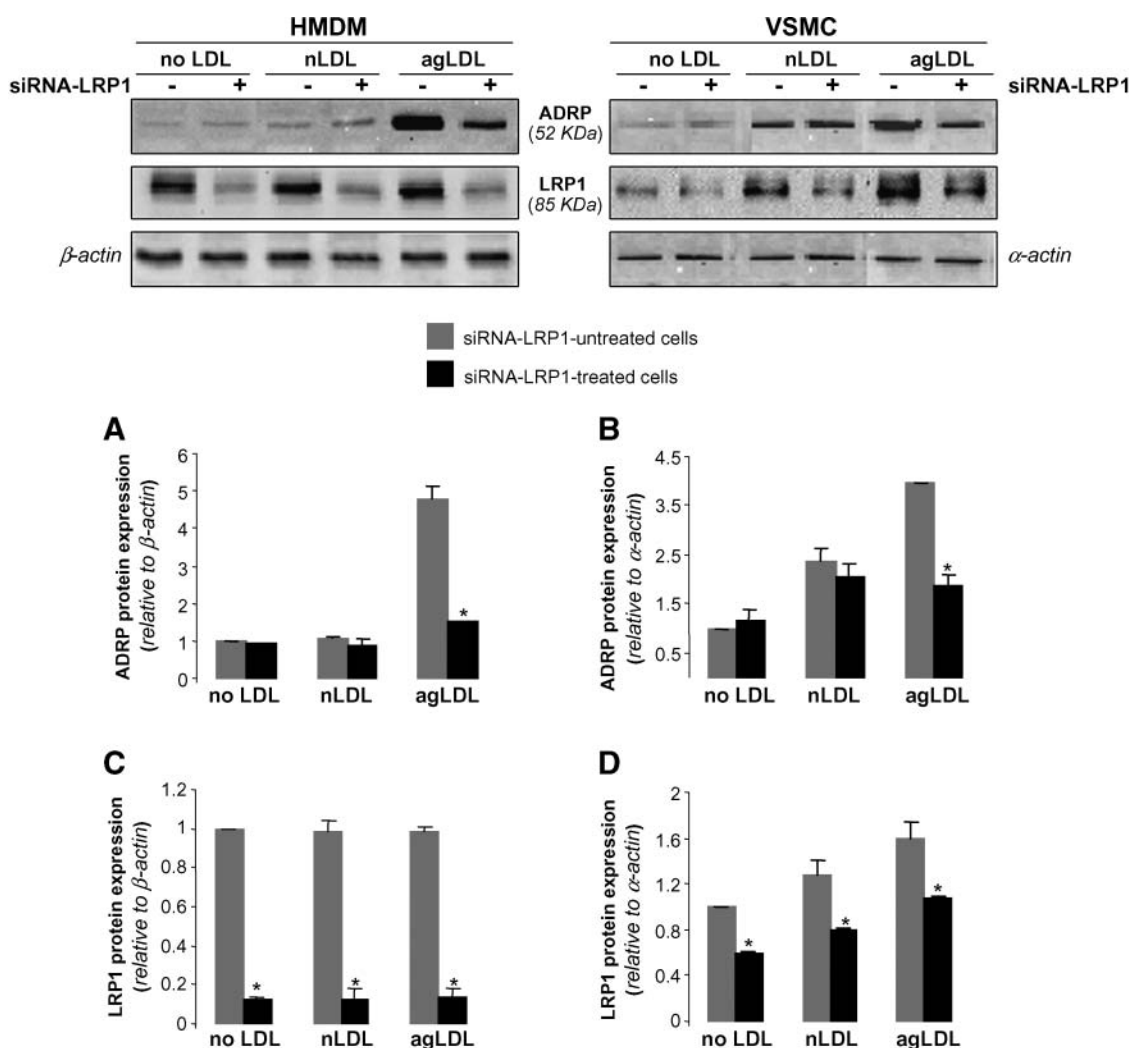 HMDM VSMC
no LDL nLDL agLDL no LDL nLDL agLDL
siRNA-LRP1 - + - + - + - + - + - + siRNA-LRP1
ADRP
(52 KDa)
LRP1
(85 KDa)
β-actin α-actin
siRNA-LRP1-untreated cells
siRNA-LRP1-treated cells
A
ADRP protein expression
(relative to β-actin)
6
5
4
3
2
1
0
*
no LDL nLDL agLDL
B
ADRP protein expression
(relative to α-actin)
4.5
3.5
2.5
1.5
0.5
*
no LDL nLDL agLDL
C
LRP1 protein expression
(relative to β-actin)
1.2
1
0.8
0.6
0.4
0.2
0
* * *
no LDL nLDL agLDL
D
LRP1 protein expression
(relative to α-actin)
2
1.6
1.2
0.8
0.4
0
* * *
no LDL nLDL agLDL